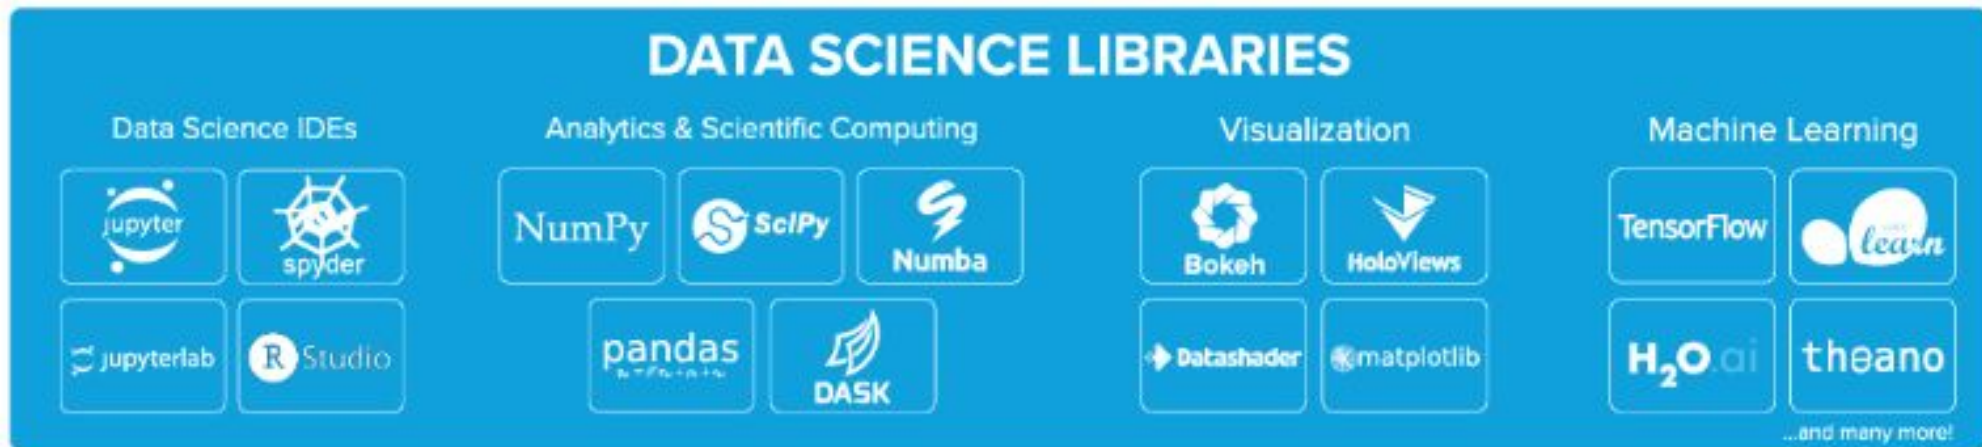 DATA SCIENCE LIBRARIES
Data Science IDEs
jupyter
spyder
jupyterlab
R Studio
Analytics & Scientific Computing
NumPy
SciPy
Numba
pandas
DASK
Visualization
Bokeh
HoloViews
Datashader
matplotlib
Machine Learning
TensorFlow
learn
H₂O.ai
theano
...and many more!